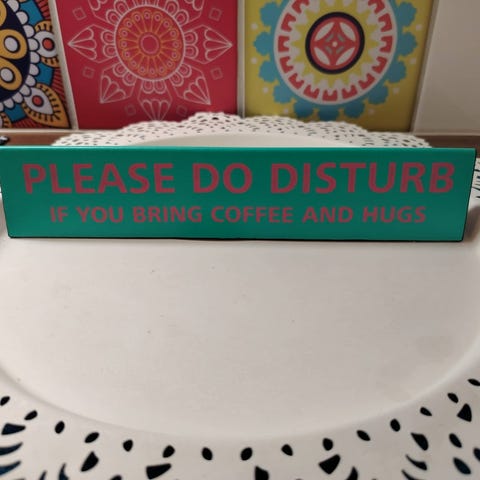 PLEASE DO DISTURB
IF YOU BRING COFFEE AND HUGS